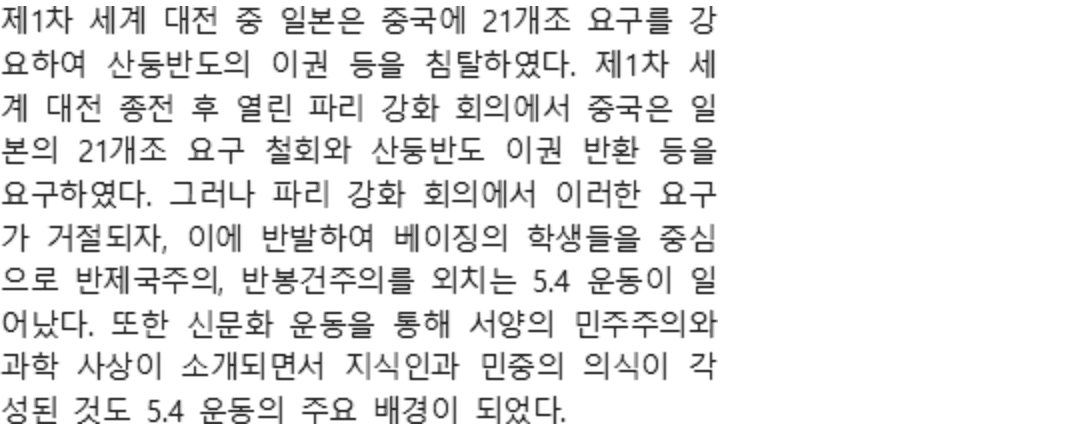 제1차 세계 대전 중 일본은 중국에 21개조 요구를 강
요하여 산둥반도의 이권 등을 침탈하였다. 제1차 세
계 대전 종전 후 열린 파리 강화 회의에서 중국은 일
본의 21개조 요구 철회와 산둥반도 이권 반환 등을
요구하였다. 그러나 파리 강화 회의에서 이러한 요구
가 거절되자, 이에 반발하여 베이징의 학생들을 중심
으로 반제국주의, 반봉건주의를 외치는 5.4 운동이 일
어났다. 또한 신문화 운동을 통해 서양의 민주주의와
과학 사상이 소개되면서 지식인과 민중의 의식이 각
성된 것도 5.4 운동의 주요 배경이 되었다.